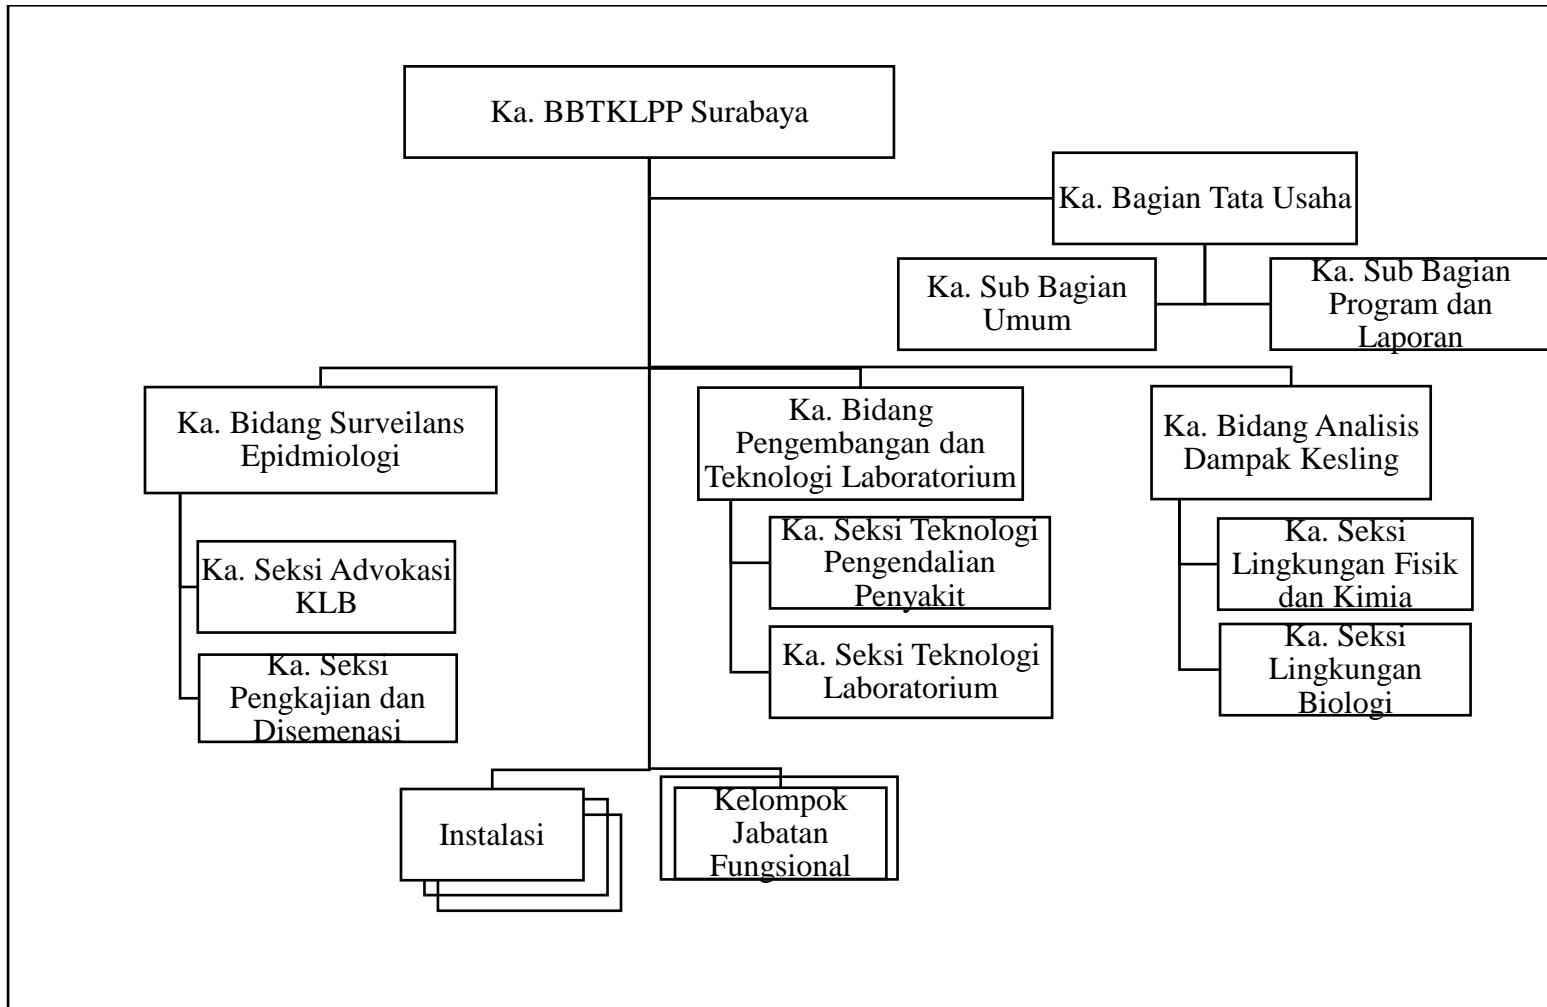 Ka. BBTKLPP Surabaya
Ka. Bagian Tata Usaha
Ka. Sub Bagian
Umum
Ka. Sub Bagian
Program dan
Laporan
Ka. Bidang Surveilans
Epidmiologi
Ka. Bidang
Pengembangan dan
Teknologi Laboratorium
Ka. Bidang Analisis
Dampak Kesling
Ka. Seksi Advokasi
KLB
Ka. Seksi
Pengkajian dan
Disemenasi
Ka. Seksi Teknologi
Pengendalian
Penyakit
Ka. Seksi Teknologi
Laboratorium
Ka. Seksi
Lingkungan Fisik
dan Kimia
Ka. Seksi
Lingkungan
Biologi
Instalasi
Kelompok
Jabatan
Fungsional